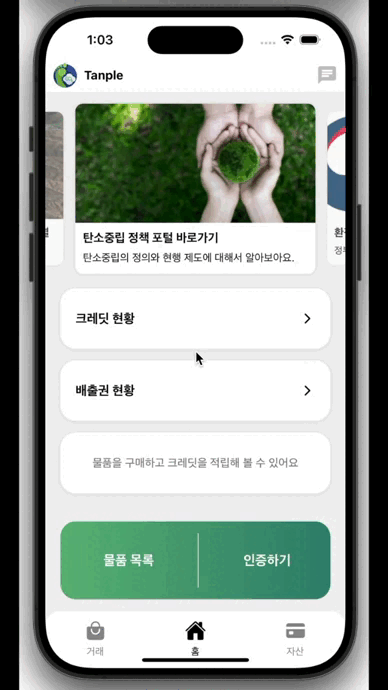 1:03
Tanple
탄소중립 정책 포털 바로가기
탄소중립의 정의와 현행 제도에 대해서 알아보아요.
크레딧 현황
배출권 현황
물품을 구매하고 크레딧을 적립해 볼 수 있어요
물품 목록
인증하기
거래
홈
자산